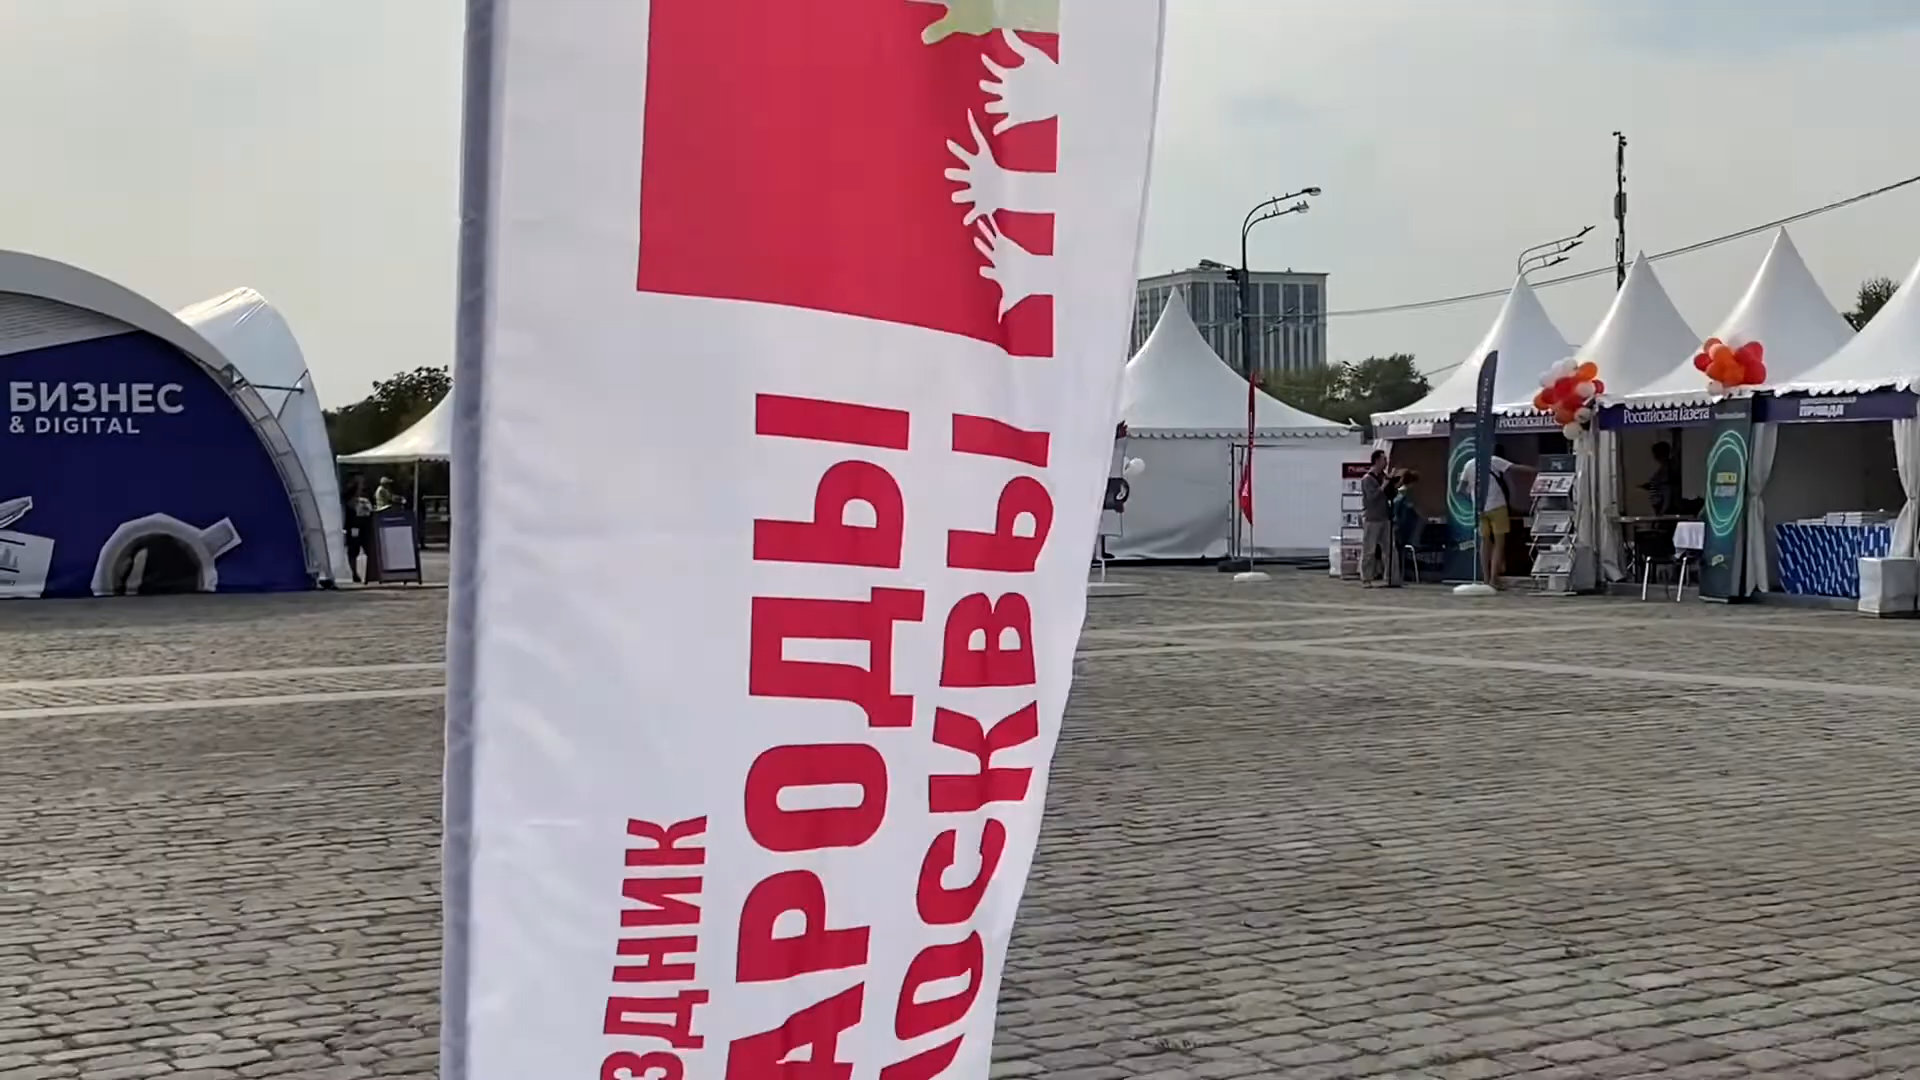 БИЗНЕС
& DIGITAL
ЗДНИК
АРОДЫ
ОСКВЫ
Российская Газета
Российская Газета
ПРАВДА